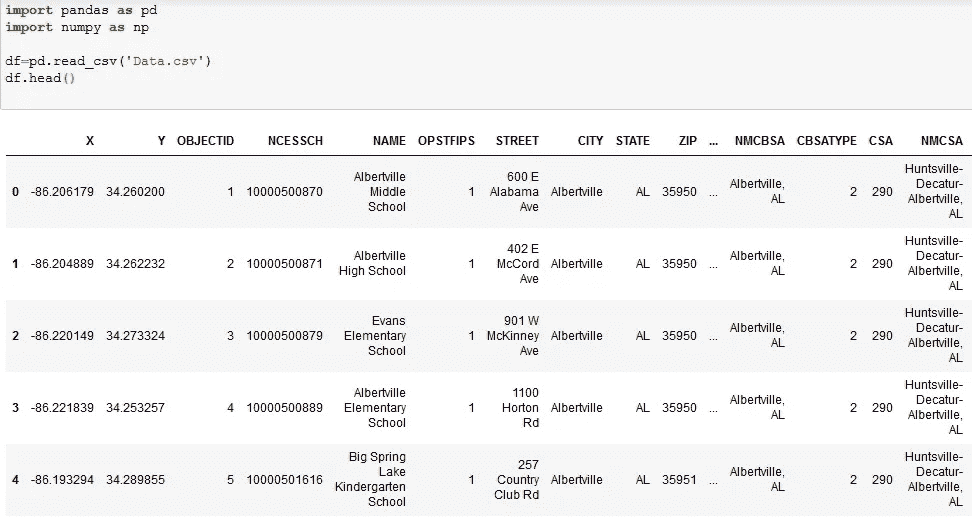 import pandas as pd
import numpy as np
df=pd.read_csv('Data.csv')
df.head()
X Y OBJECTID NCESSCH NAME OPSTFIPS STREET CITY STATE ZIP ... NMCBSA CBSATYPE CSA NMCSA
0 -86.206179 34.260200 1 10000500870 Albertville Middle School 1 600 E Alabama Ave Albertville AL 35950 ... Albertville, AL 2 290 Huntsville-Decatur-Albertville, AL
1 -86.204889 34.262232 2 10000500871 Albertville High School 1 402 E McCord Ave Albertville AL 35950 ... Albertville, AL 2 290 Huntsville-Decatur-Albertville, AL
2 -86.220149 34.273324 3 10000500879 Evans Elementary School 1 901 W McKinney Ave Albertville AL 35950 ... Albertville, AL 2 290 Huntsville-Decatur-Albertville, AL
3 -86.221839 34.253257 4 10000500889 Albertville Elementary School 1 1100 Horton Rd Albertville AL 35950 ... Albertville, AL 2 290 Huntsville-Decatur-Albertville, AL
4 -86.193294 34.289855 5 10000501616 Big Spring Lake Kindergarten School 1 257 Country Club Rd Albertville AL 35951 ... Albertville, AL 2 290 Huntsville-Decatur-Albertville, AL